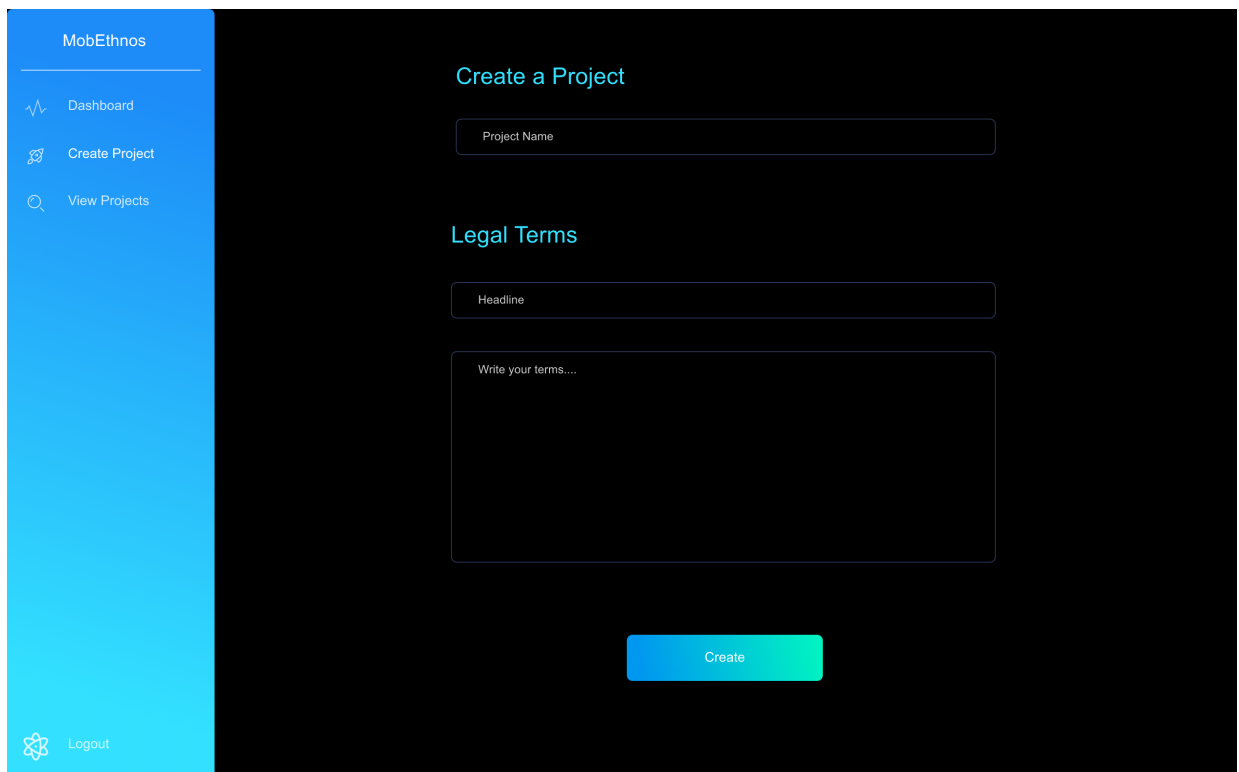 MobEthnos
Dashboard
Create Project
View Projects
Logout
Create a Project
Project Name
Legal Terms
Headline
Write your terms....
Create